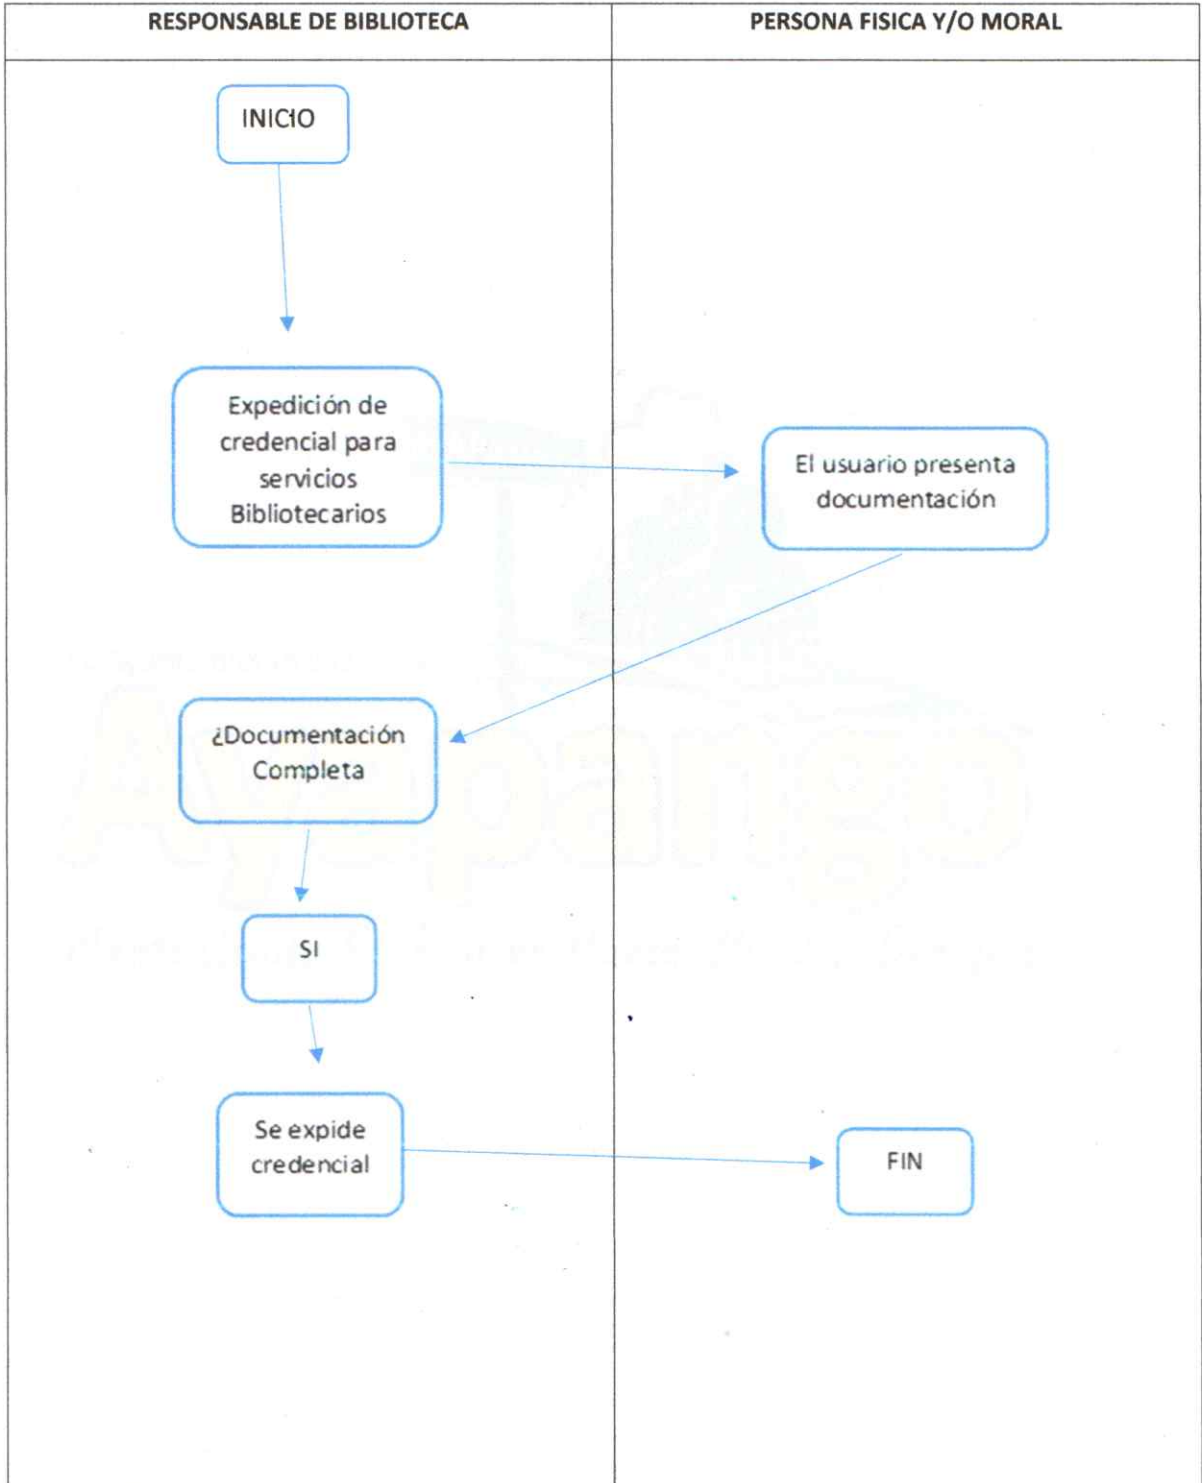 RESPONSABLE DE BIBLIOTECA
PERSONA FISICA Y/O MORAL
INICIO
Expedición de
credencial para
servicios
Bibliotecarios
El usuario presenta
documentación
¿Documentación
Completa
SI
Se expide
credencial
FIN
Ayapango